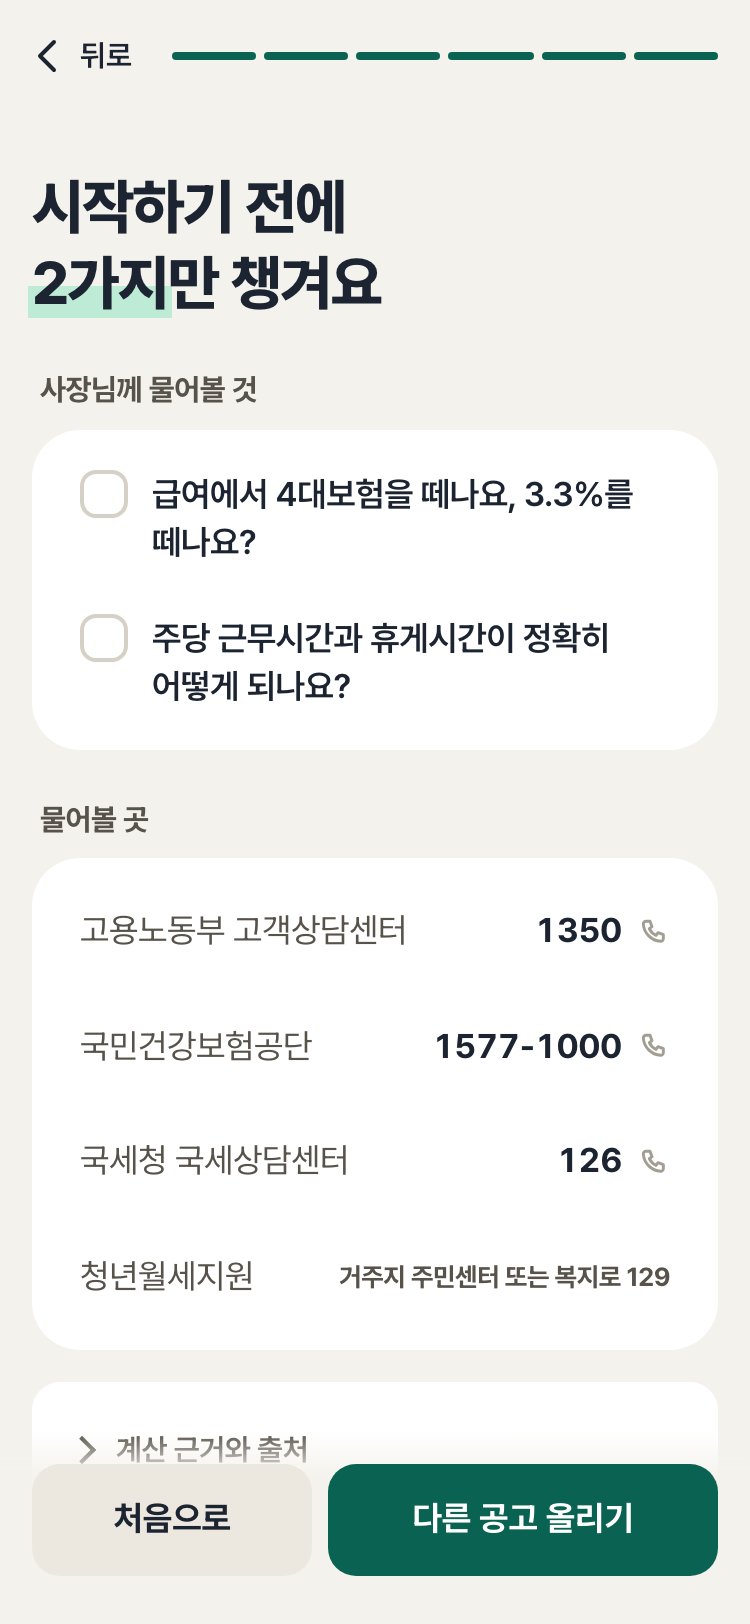 뒤로
시작하기 전에
2가지만 챙겨요
사장님께 물어볼 것
급여에서 4대보험을 떼나요, 3.3%를
떼나요?
주당 근무시간과 휴게시간이 정확히
어떻게 되나요?
물어볼 곳
고용노동부 고객상담센터 1350
국민건강보험공단 1577-1000
국세청 국세상담센터 126
청년월세지원 거주지 주민센터 또는 복지로 129
계산 근거와 출처
처음으로 다른 공고 올리기